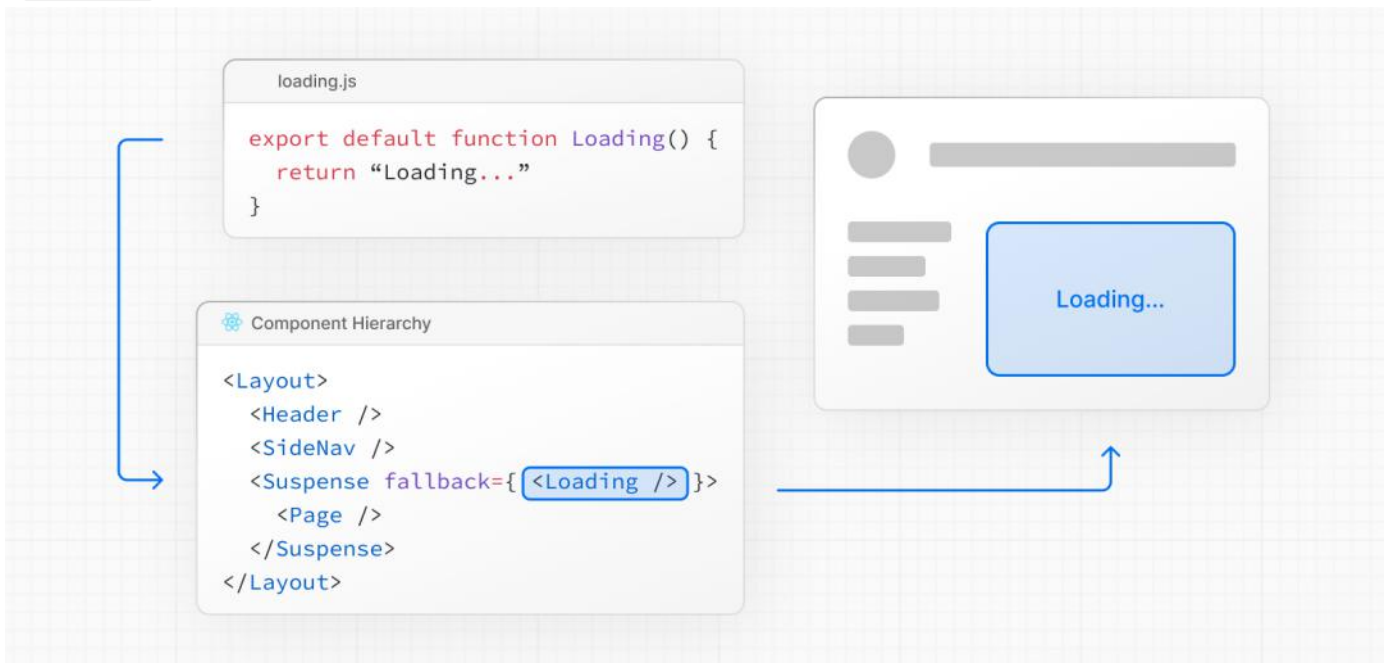 loading.js
export default function Loading() {
  return “Loading...”
}
Component Hierarchy
<Layout>
  <Header />
  <SideNav />
  <Suspense fallback={ <Loading /> }>
    <Page />
  </Suspense>
</Layout>
Loading...